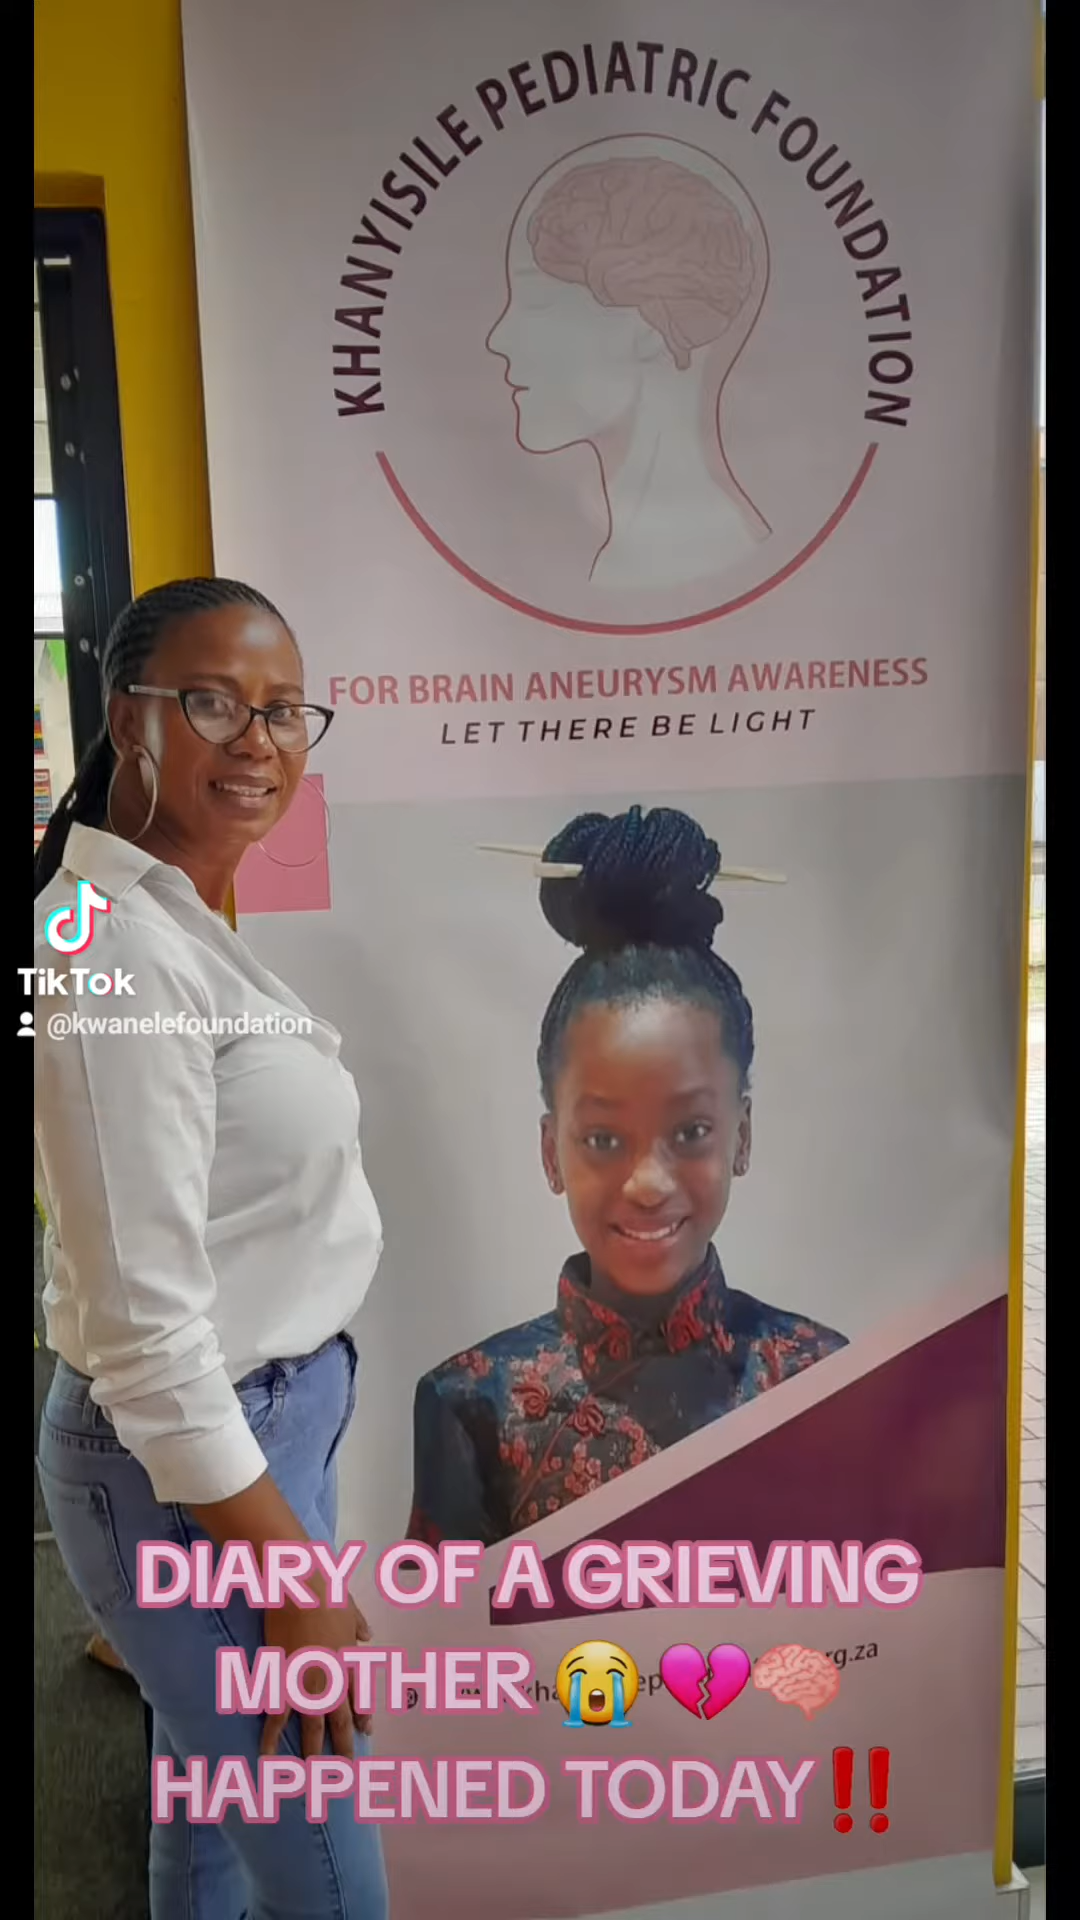 KHANYISILE PEDIATRIC FOUNDATION
FOR BRAIN ANEURYSM AWARENESS
LET THERE BE LIGHT
TikTok
@kwanelefoundation
DIARY OF A GRIEVING
MOTHER 😭💔🧠
HAPPENED TODAY‼️